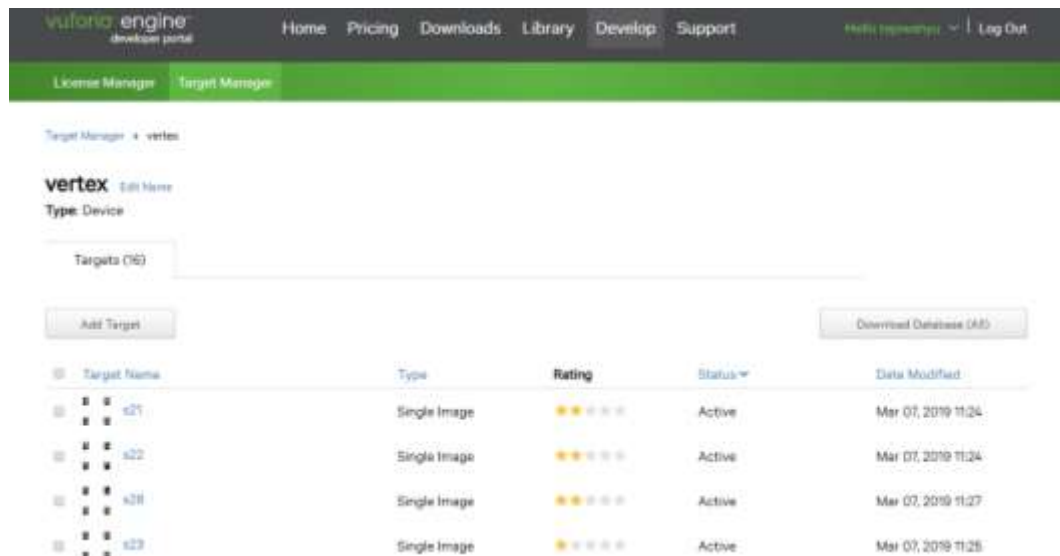 vuforia engine
developer portal
Home Pricing Downloads Library Develop Support Log Out
License Manager Target Manager
Target Manager > vertex
vertex Edit Name
Type: Device
Targets (16)
Add Target Download Database (All)
Target Name Type Rating Status Date Modified
s21 Single Image Active Mar 07, 2019 11:24
s22 Single Image Active Mar 07, 2019 11:24
Single Image Active Mar 07, 2019 11:27
s23 Single Image Active Mar 07, 2019 11:25